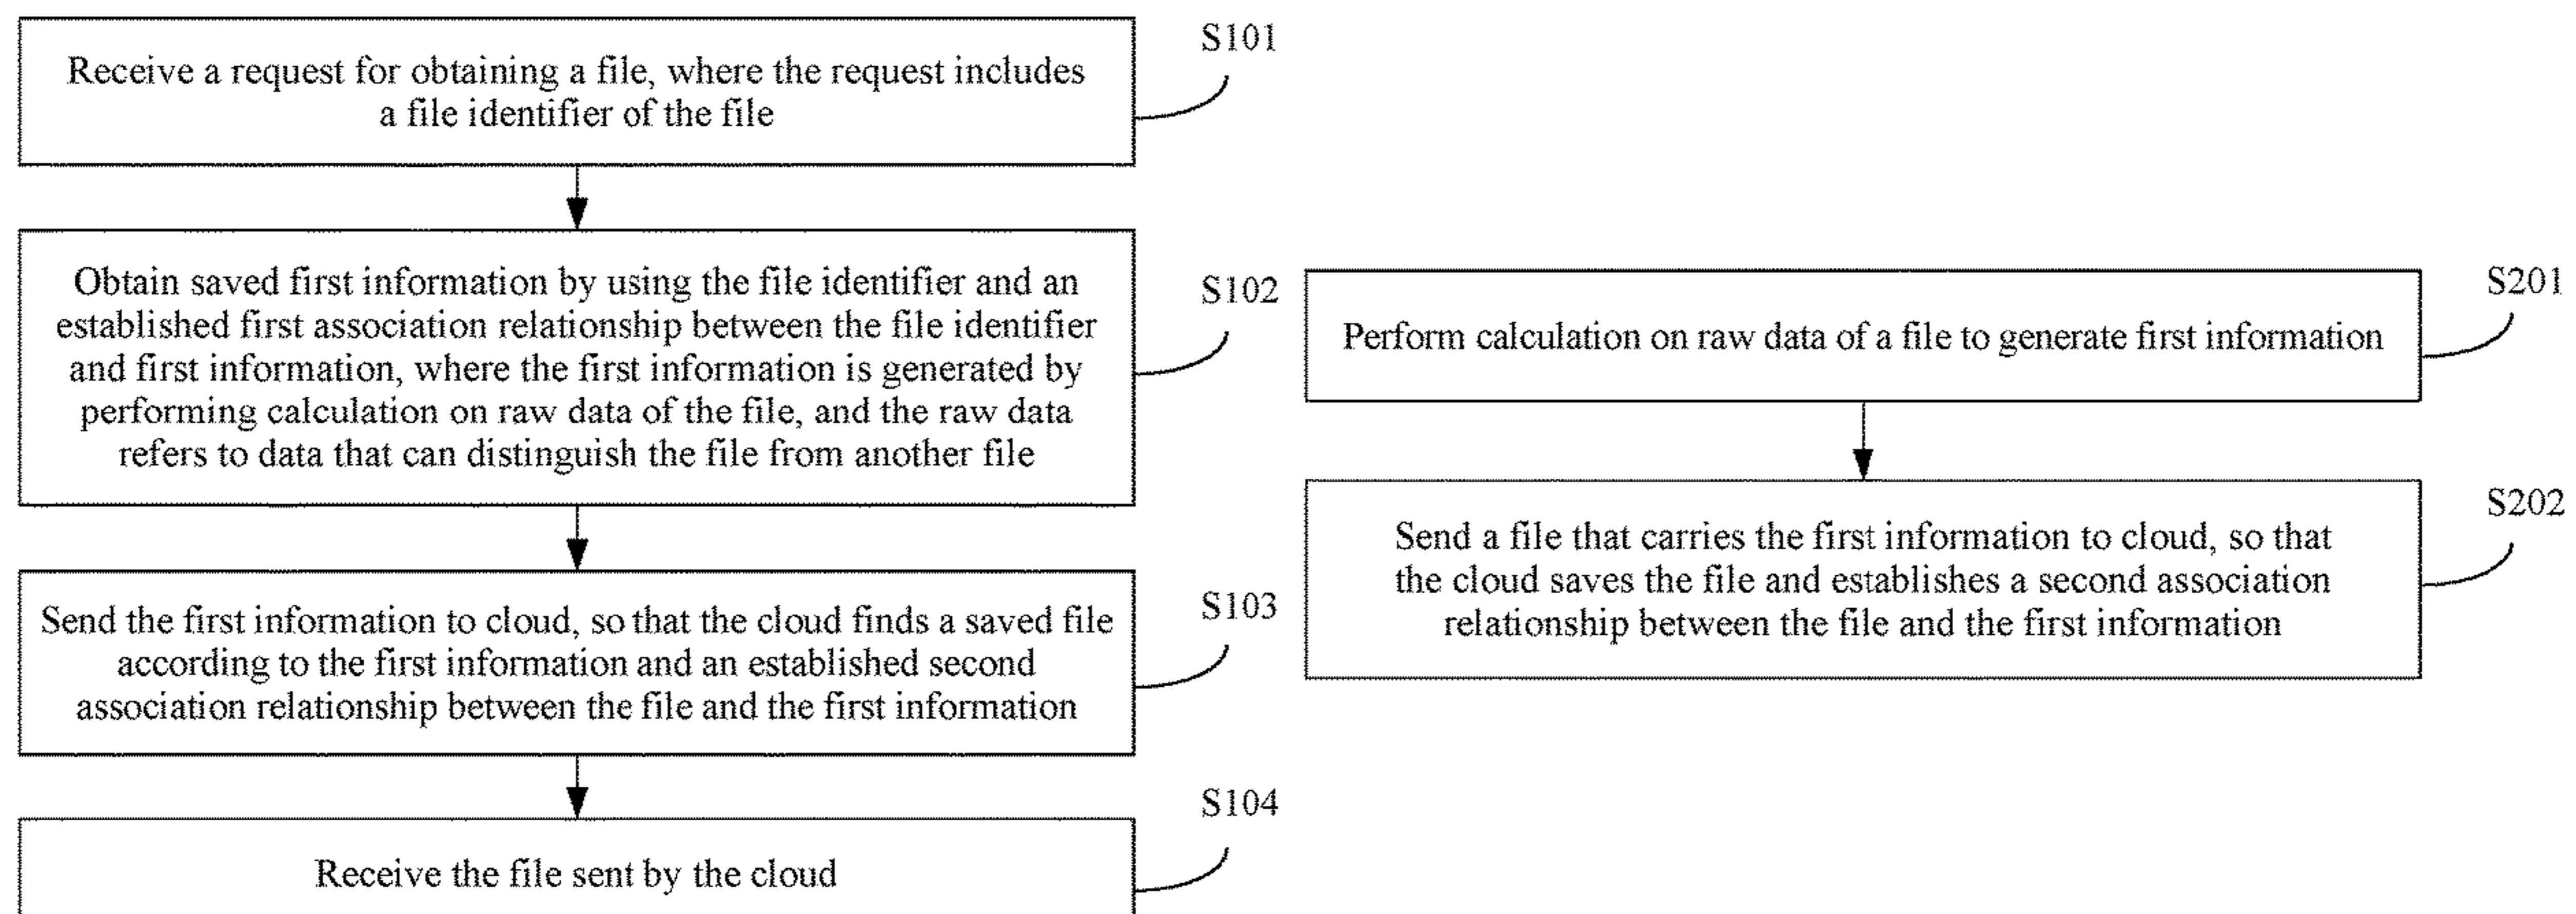 S101
Receive a request for obtaining a file, where the request includes
a file identifier of the file
S102
Obtain saved first information by using the file identifier and an
established first association relationship between the file identifier
and first information, where the first information is generated by
performing calculation on raw data of the file, and the raw data
refers to data that can distinguish the file from another file
S103
Send the first information to cloud, so that the cloud finds a saved file
according to the first information and an established second
association relationship between the file and the first information
S104
Receive the file sent by the cloud
S201
Perform calculation on raw data of a file to generate first information
S202
Send a file that carries the first information to cloud, so that
the cloud saves the file and establishes a second association
relationship between the file and the first information